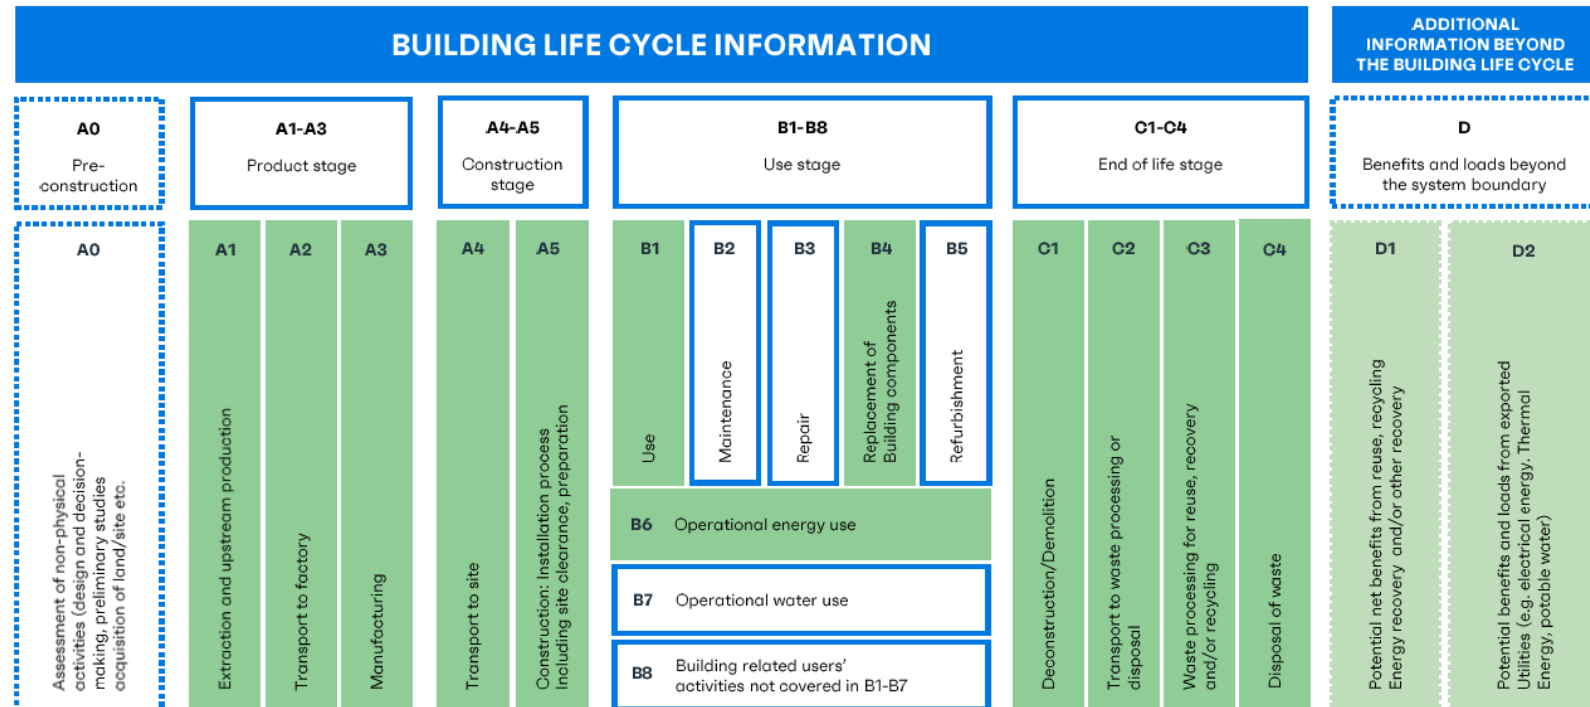 BUILDING LIFE CYCLE INFORMATION
ADDITIONAL
INFORMATION BEYOND
THE BUILDING LIFE CYCLE
A0
Pre-
construction
A1-A3
Product stage
A4-A5
Construction
stage
B1-B8
Use stage
C1-C4
End of life stage
D
Benefits and loads beyond
the system boundary
A0
Assessment of non-physical
activities (design and decision-
making, preliminary studies
acquisition of land/site etc.
A1
Extraction and upstream production
A2
Transport to factory
A3
Manufacturing
A4
Transport to site
A5
Construction: Installation process
Including site clearance, preparation
B1
Use
B2
Maintenance
B3
Repair
B4
Replacement of
Building components
B5
Refurbishment
B6 Operational energy use
B7 Operational water use
B8 Building related users’
activities not covered in B1-B7
C1
Deconstruction/Demolition
C2
Transport to waste processing or
disposal
C3
Waste processing for reuse, recovery
and/or recycling
C4
Disposal of waste
D1
Potential net benefits from reuse, recycling
Energy recovery and/or other recovery
D2
Potential benefits and loads from exported
Utilities (e.g. electrical energy. Thermal
Energy, potable water)